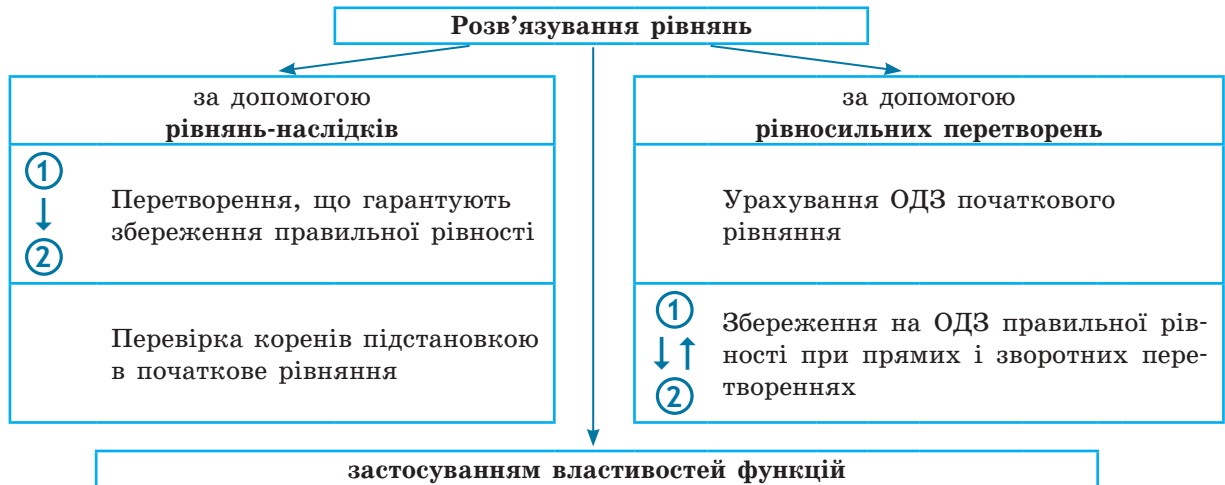 Розв’язування рівнянь
за допомогою
рівнянь-наслідків
1
2
Перетворення, що гарантують
збереження правильної рівності
Перевірка коренів підстановкою
в початкове рівняння
за допомогою
рівносильних перетворень
Урахування ОДЗ початкового
рівняння
1
2
Збереження на ОДЗ правильної рів-
ності при прямих і зворотних пере-
твореннях
застосуванням властивостей функцій